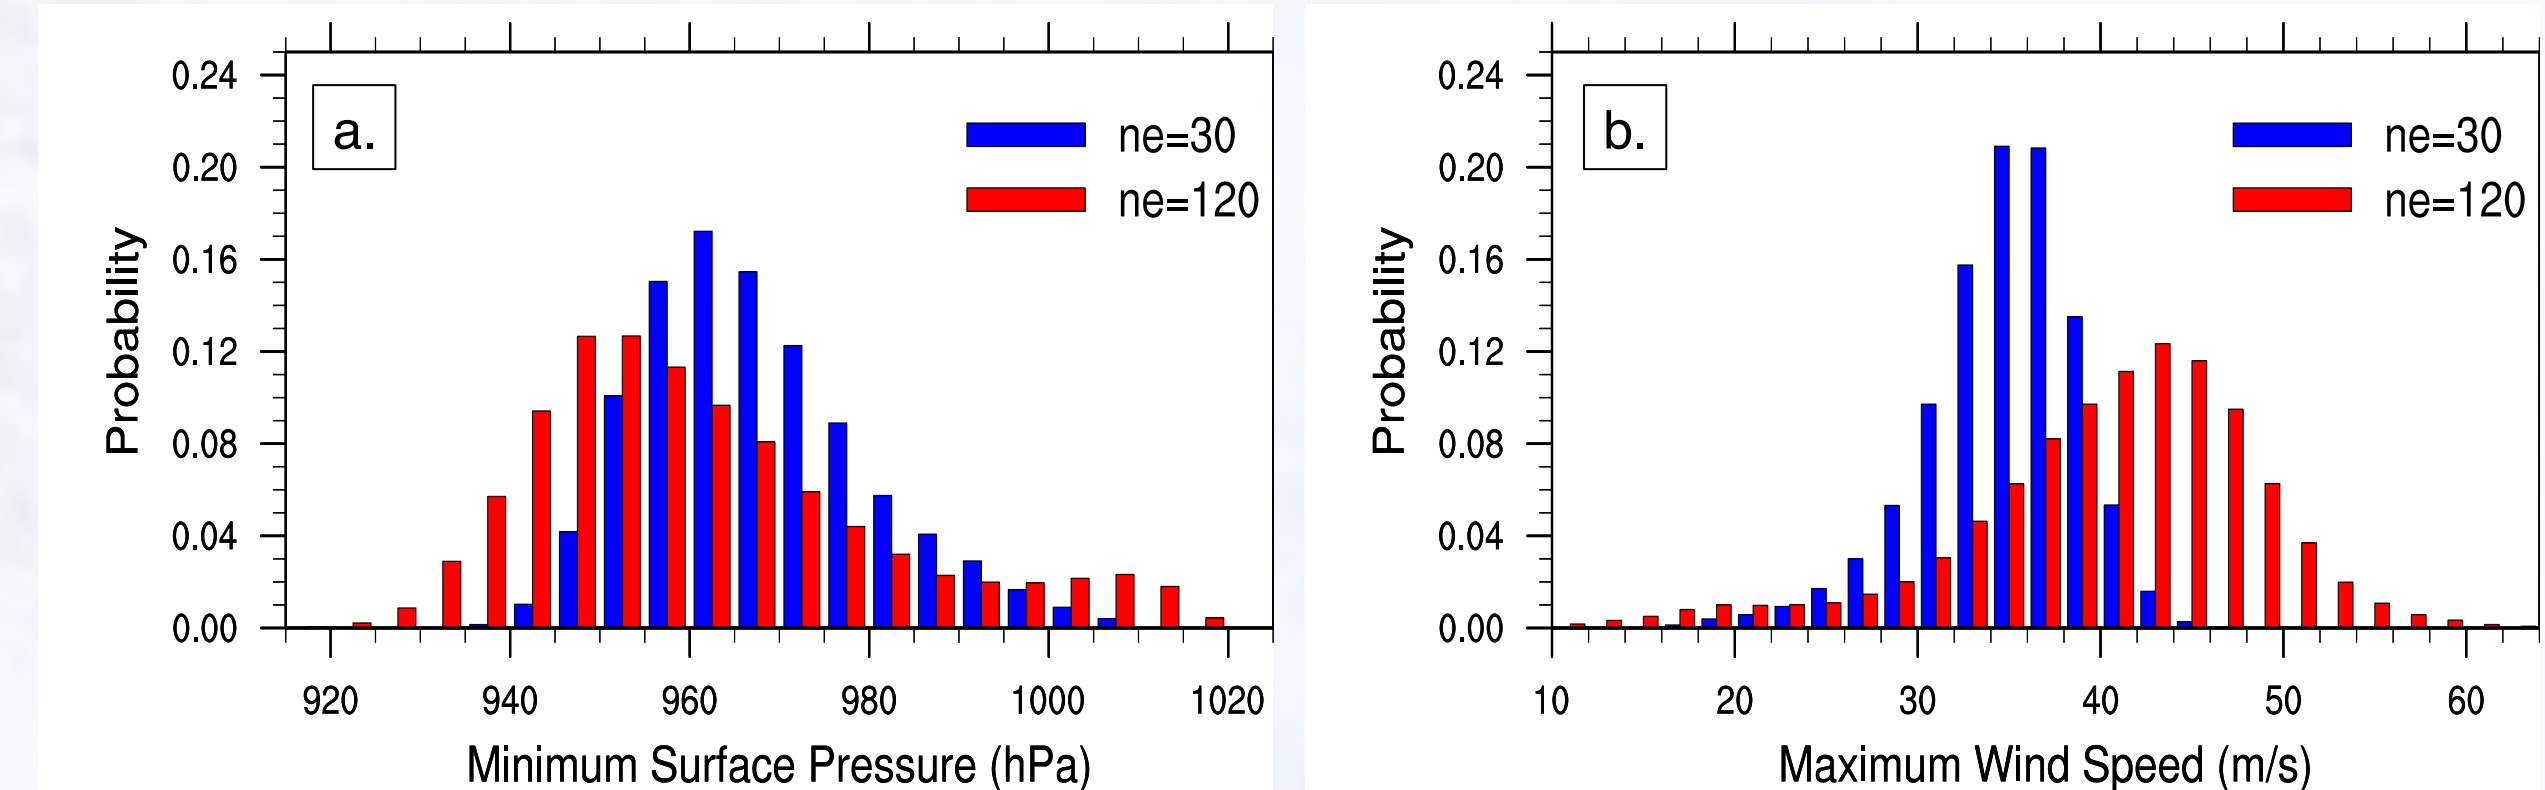 a.
ne=30
ne=120
0.24
0.20
0.16
0.12
0.08
0.04
0.00
Probability
920 940 960 980 1000 1020
Minimum Surface Pressure (hPa)
b.
ne=30
ne=120
0.24
0.20
0.16
0.12
0.08
0.04
0.00
Probability
10 20 30 40 50 60
Maximum Wind Speed (m/s)